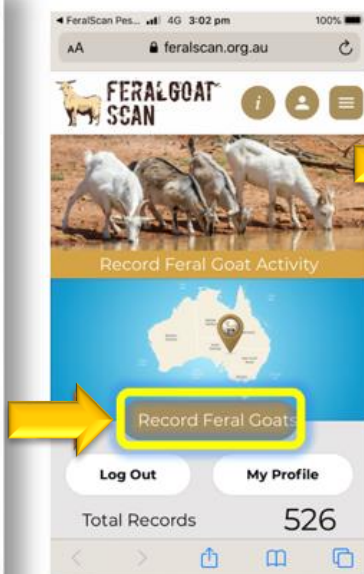 ◀ FeralScan Pes... 4G 3:02 pm 100%
AA feralscan.org.au
FERALGOAT
SCAN
i
Record Feral Goat Activity
Record Feral Goats
Log Out My Profile
Total Records 526